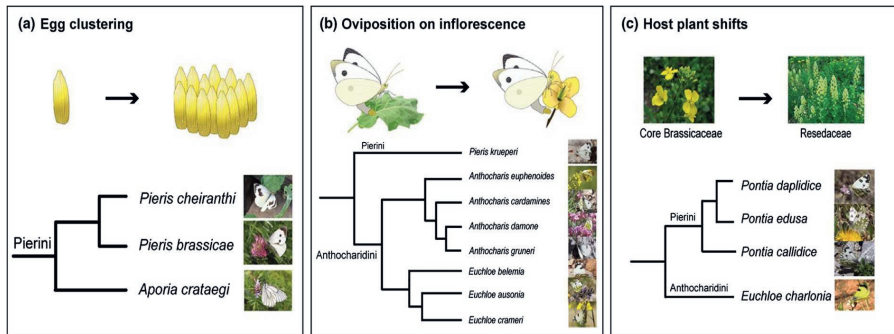 (a) Egg clustering
Pierini
Pieris cheiranthi
Pieris brassicae
Aporia crataegi
(b) Oviposition on inflorescence
Pierini
Pieris krueperi
Anthocharis euphenoides
Anthocharis cardamines
Anthocharis damone
Anthocharis gruneri
Anthocharidini
Euchloe belemia
Euchloe ausonia
Euchloe crameri
(c) Host plant shifts
Core Brassicaceae
Resedaceae
Pierini
Pontia daplidice
Pontia edusa
Pontia callidice
Anthocharidini
Euchloe charlonia